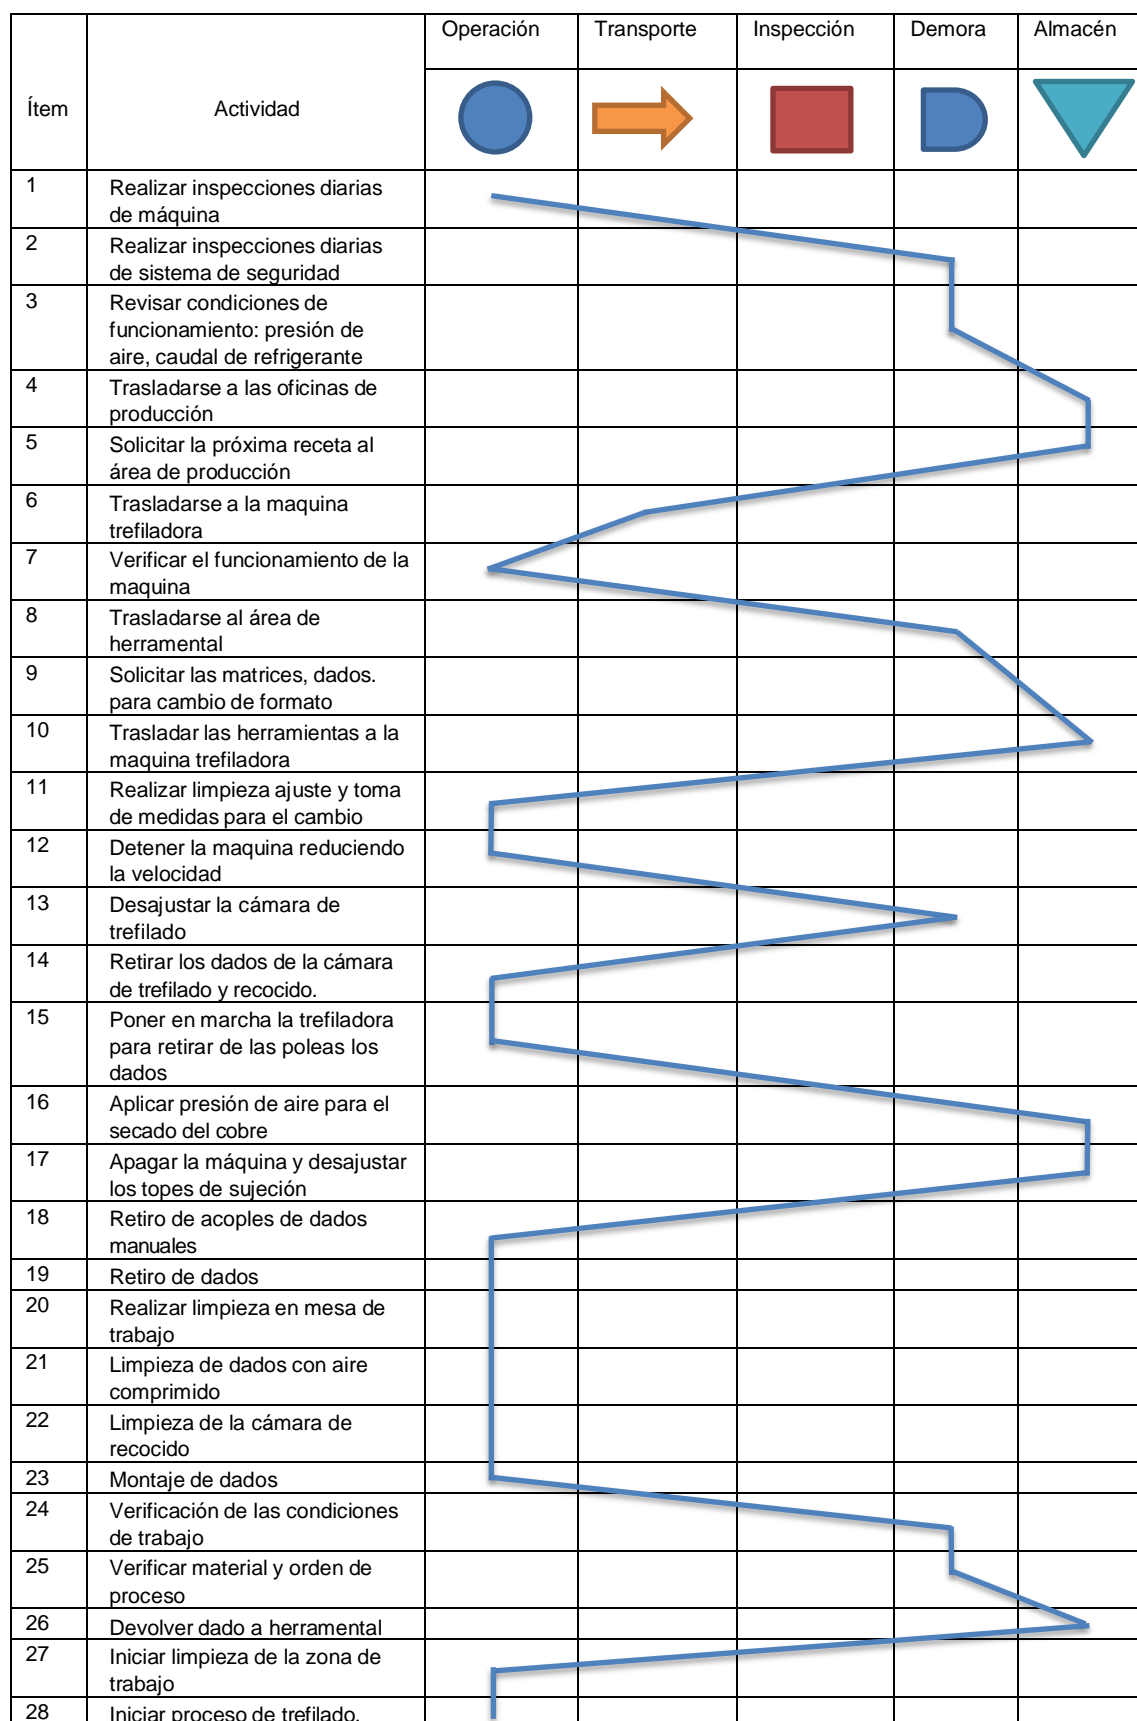 Operación Transporte Inspección Demora Almacén
Ítem Actividad
1 Realizar inspecciones diarias
de máquina
2 Realizar inspecciones diarias
de sistema de seguridad
3 Revisar condiciones de
funcionamiento: presión de
aire, caudal de refrigerante
4 Trasladarse a las oficinas de
producción
5 Solicitar la próxima receta al
área de producción
6 Trasladarse a la maquina
trefiladora
7 Verificar el funcionamiento de la
maquina
8 Trasladarse al área de
herramental
9 Solicitar las matrices, dados.
para cambio de formato
10 Trasladar las herramientas a la
maquina trefiladora
11 Realizar limpieza ajuste y toma
de medidas para el cambio
12 Detener la maquina reduciendo
la velocidad
13 Desajustar la cámara de
trefilado
14 Retirar los dados de la cámara
de trefilado y recocido.
15 Poner en marcha la trefiladora
para retirar de las poleas los
dados
16 Aplicar presión de aire para el
secado del cobre
17 Apagar la máquina y desajustar
los topes de sujeción
18 Retiro de acoples de dados
manuales
19 Retiro de dados
20 Realizar limpieza en mesa de
trabajo
21 Limpieza de dados con aire
comprimido
22 Limpieza de la cámara de
recocido
23 Montaje de dados
24 Verificación de las condiciones
de trabajo
25 Verificar material y orden de
proceso
26 Devolver dado a herramental
27 Iniciar limpieza de la zona de
trabajo
28 Iniciar proceso de trefilado.